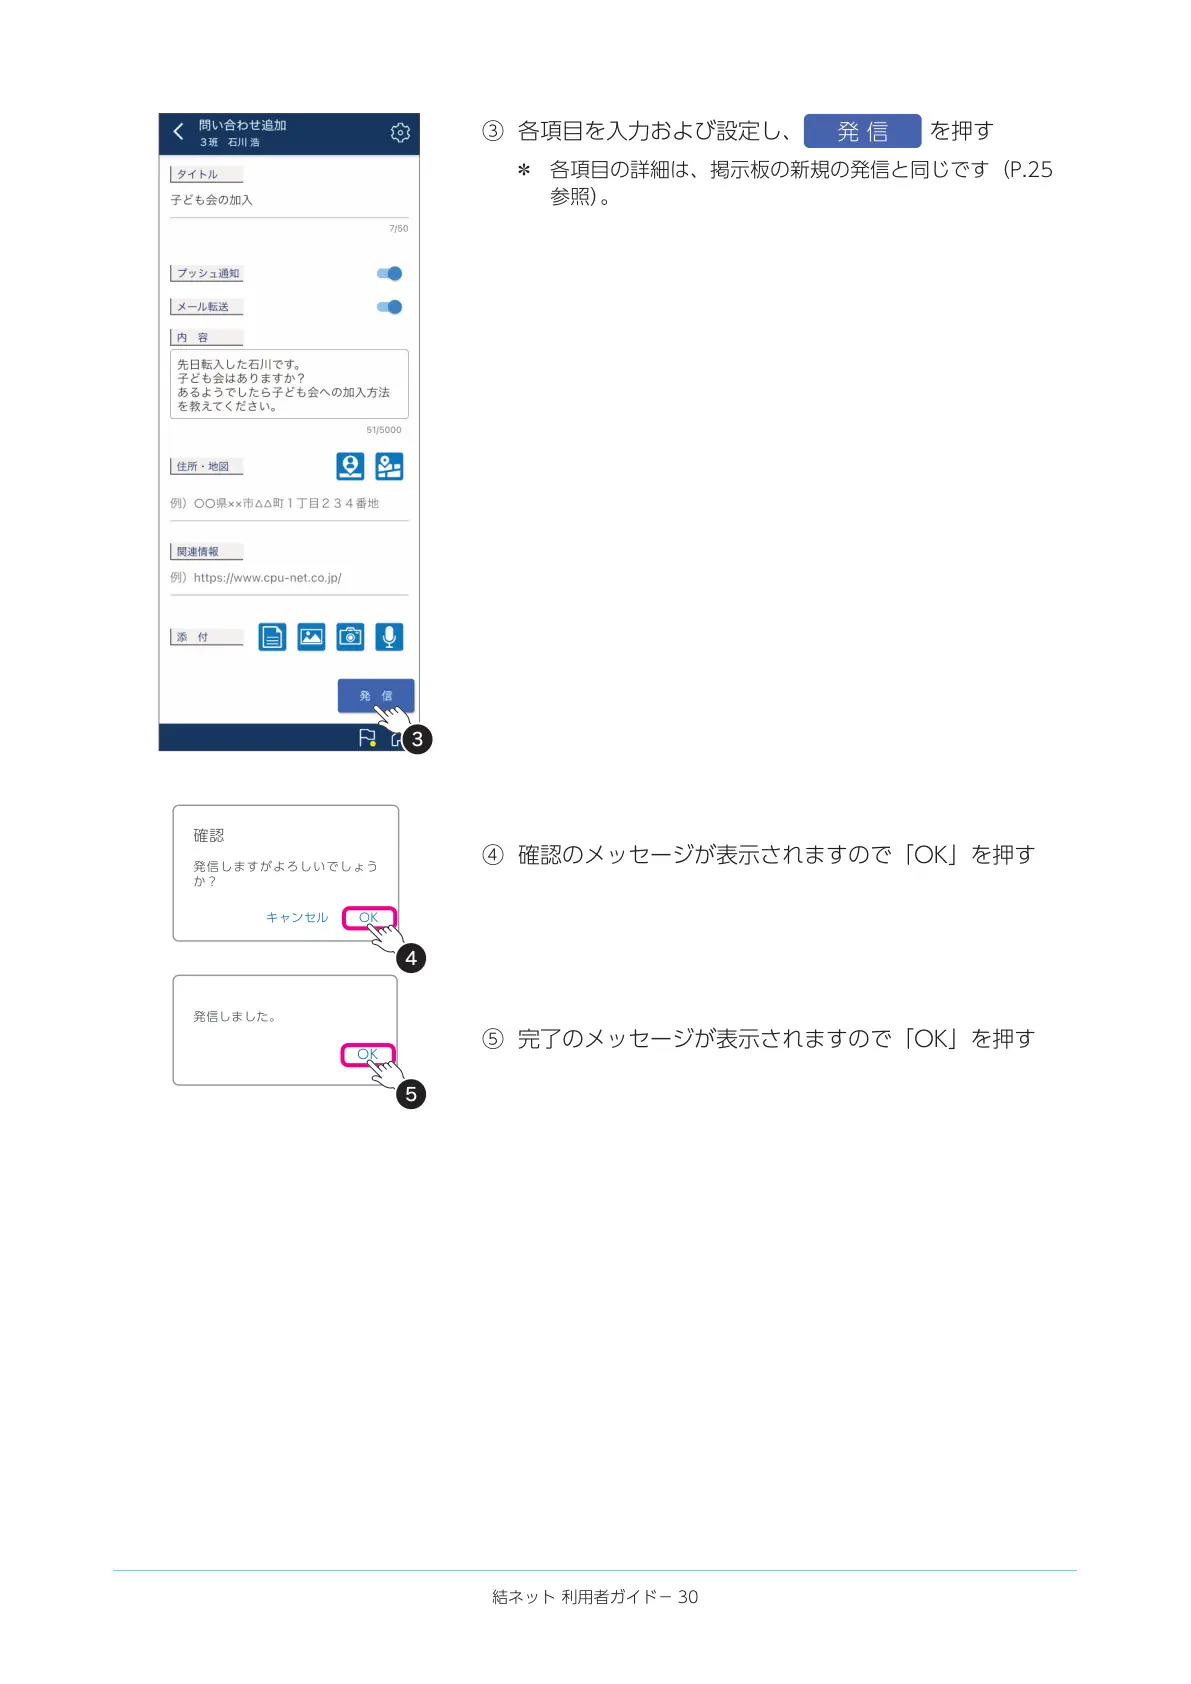 問い合わせ追加
３班　石川 浩
タイトル
子ども会の加入
7/50
プッシュ通知
メール転送
内　容
先日転入した石川です。
子ども会はありますか？
あるようでしたら子ども会への加入方法
を教えてください。
51/5000
住所・地図
例）〇〇県××市△△町１丁目２３４番地
関連情報
例）https://www.cpu-net.co.jp/
添　付
発　信
3
③ 各項目を入力および設定し、 発 信 を押す
＊ 各項目の詳細は、掲示板の新規の発信と同じです（P.25
参照）。
確認
発信しますがよろしいでしょう
か？
キャンセル OK
4
④ 確認のメッセージが表示されますので「OK」を押す
発信しました。
OK
5
⑤ 完了のメッセージが表示されますので「OK」を押す
結ネット 利用者ガイド− 30